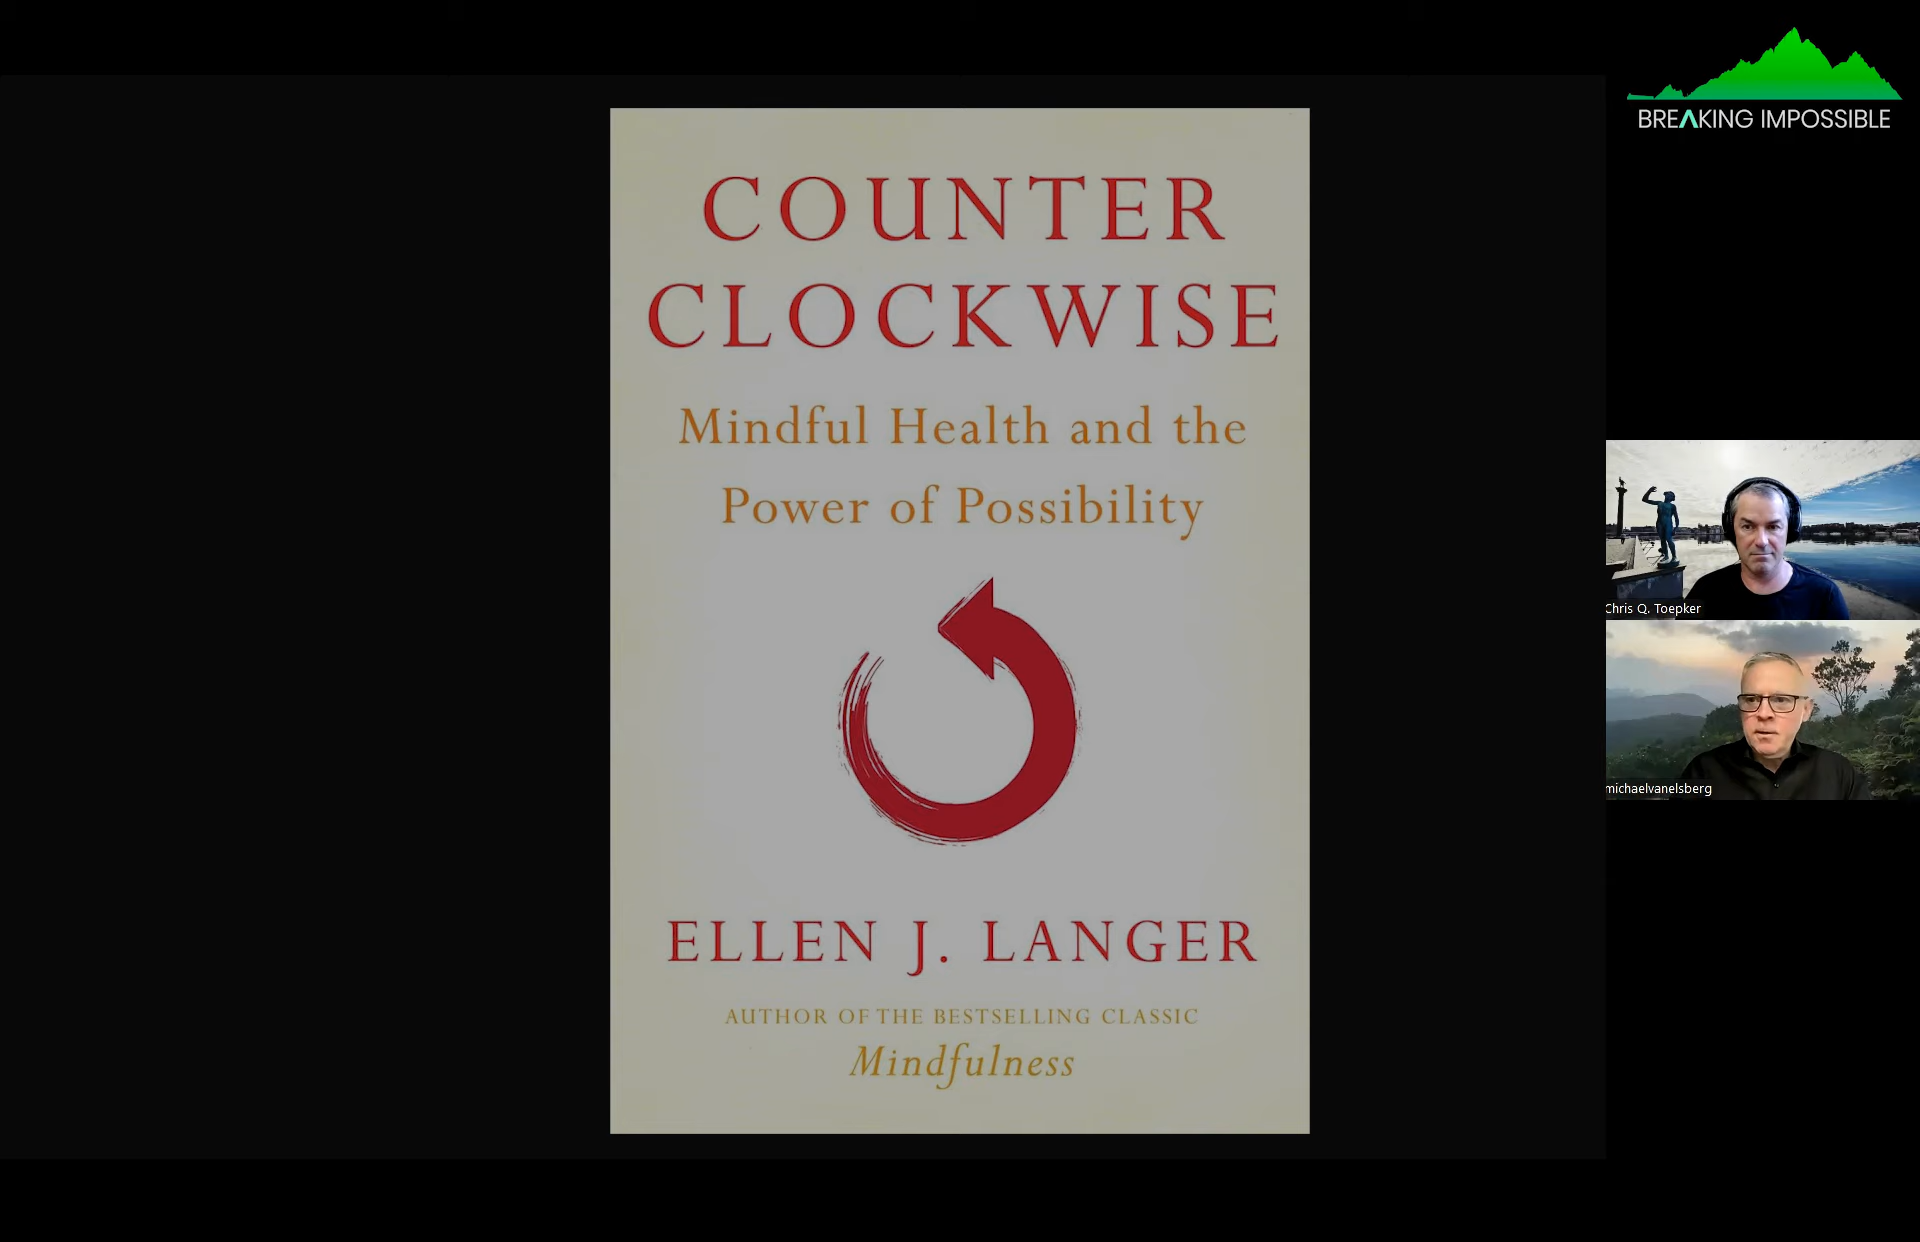 COUNTER
CLOCKWISE
Mindful Health and the
Power of Possibility
ELLEN J. LANGER
AUTHOR OF THE BESTSELLING CLASSIC
Mindfulness
BREAKING IMPOSSIBLE
Chris Q. Toepker
michaelvanelsberg